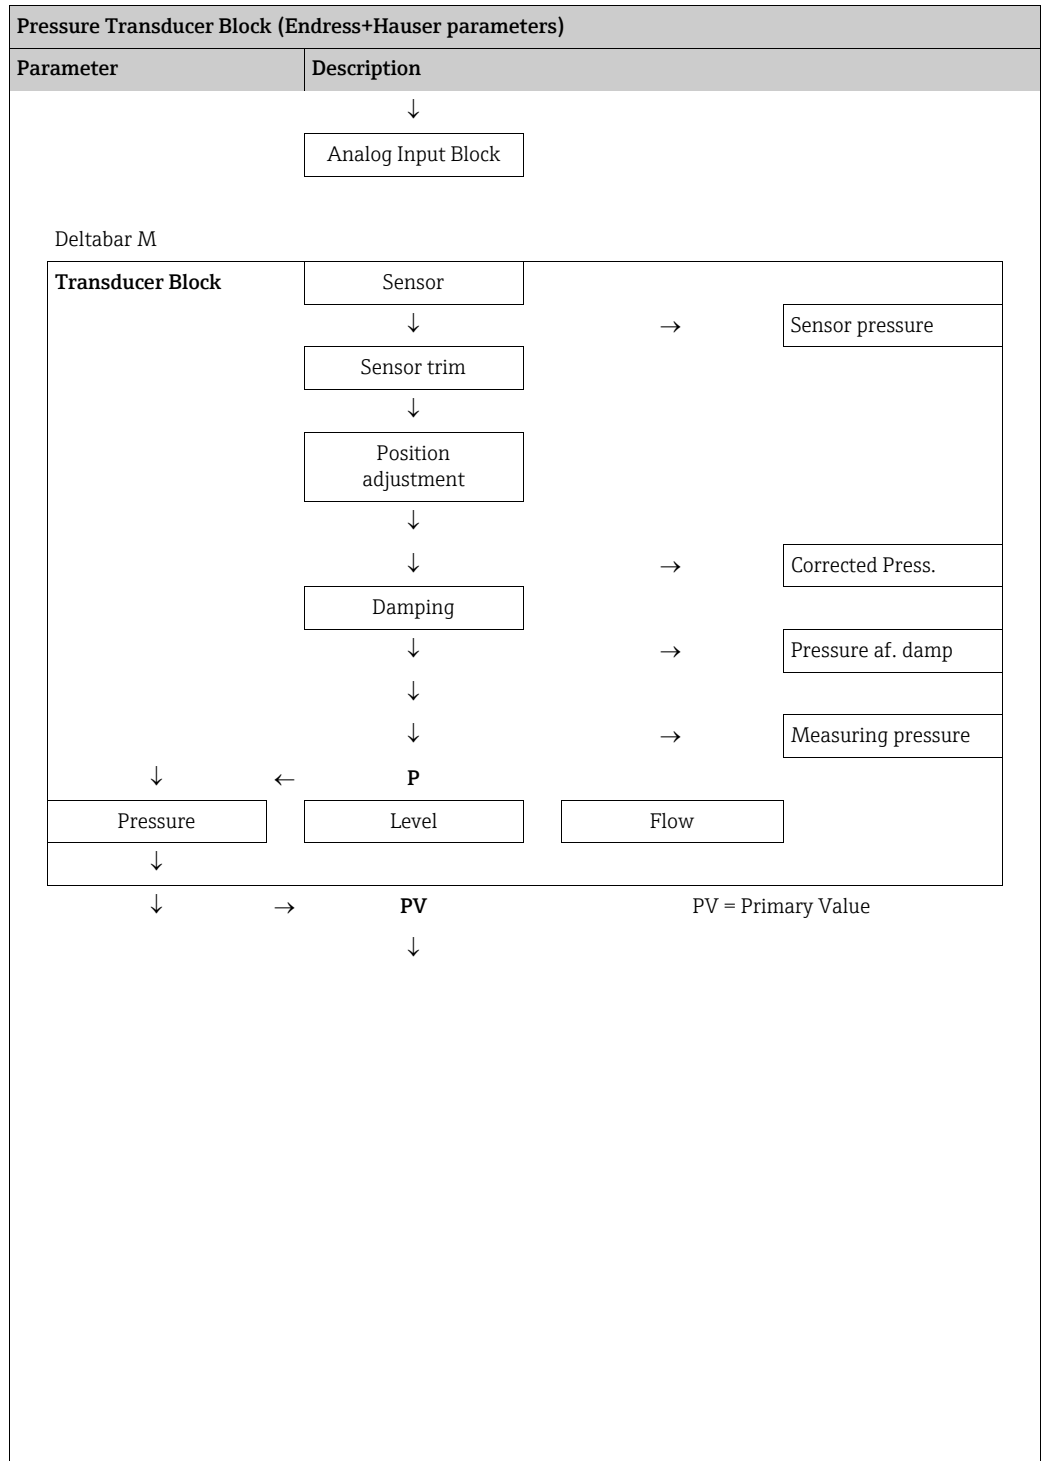 Pressure Transducer Block (Endress+Hauser parameters)
Parameter Description
↓
Analog Input Block
Deltabar M
Transducer Block Sensor
↓ → Sensor pressure
Sensor trim
↓
Position
adjustment
↓
↓ → Corrected Press.
Damping
↓ → Pressure af. damp
↓
↓ → Measuring pressure
↓ ← P
Pressure Level Flow
↓
↓ → PV PV = Primary Value
↓